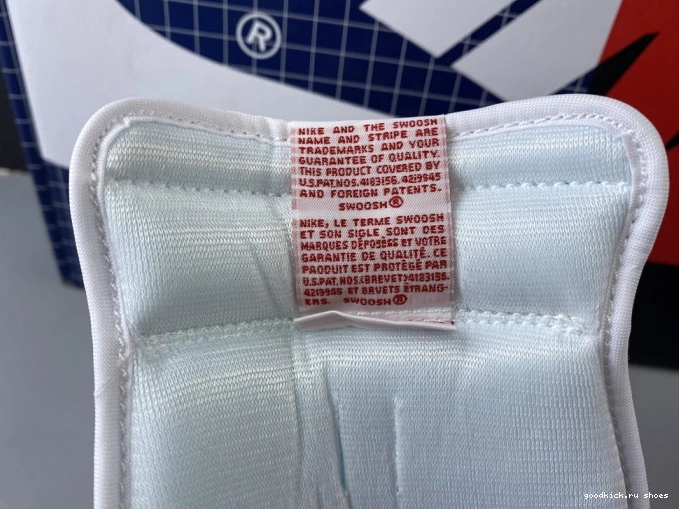 ®
NIKE AND THE SWOOSH
NAME AND STRIPE ARE
TRADEMARKS AND YOUR
GUARANTEE OF QUALITY.
THIS PRODUCT COVERED BY
U.S.PAT.NOS. 4183156, 4219945
AND FOREIGN PATENTS.
SWOOSH®
NIKE, LE TERME SWOOSH
ET SON SIGLE SONT DES
MARQUES DÉPOSÉES ET VOTRE
GARANTIE DE QUALITÉ. CE
PRODUIT EST PROTÉGÉ PAR
U.S.PAT.NOS.(BREVET)4183156,
4219945 ET BRVETS ÉTRANG-
ERS. SWOOSH®
goodkick.ru shoes